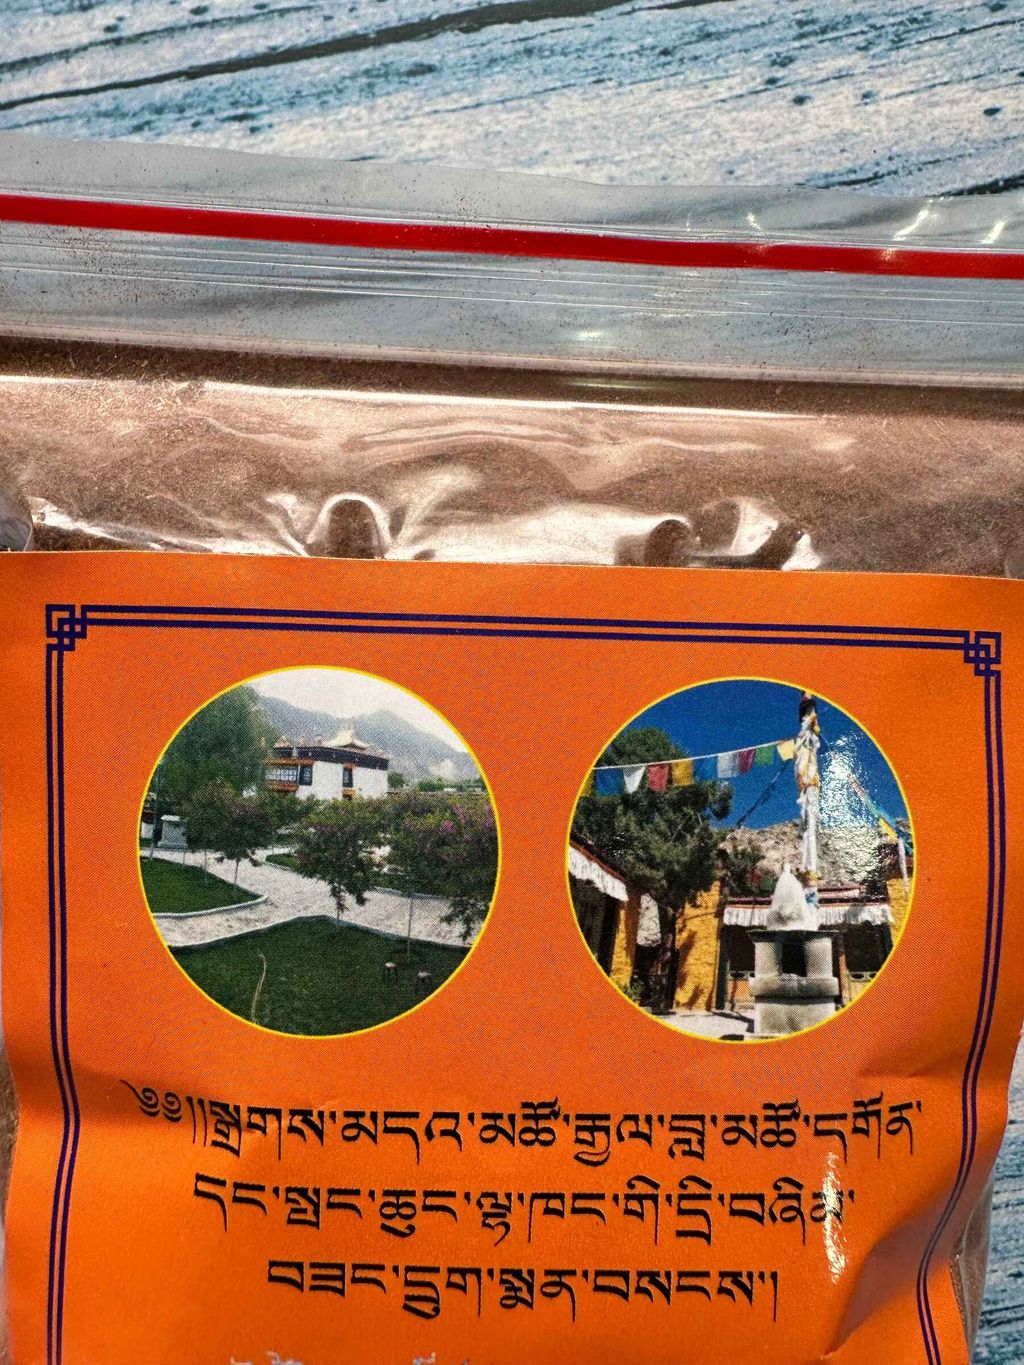 ༄༅།།སྒྲགས་མདའ་མཚོ་རྒྱལ་བླ་མཚོ་དགོན་
དང་སྦྲང་ཆུང་ལྷ་ཁང་གི་དྲི་བཞིམ་
བཟང་དྲུག་སྨན་བསངས།